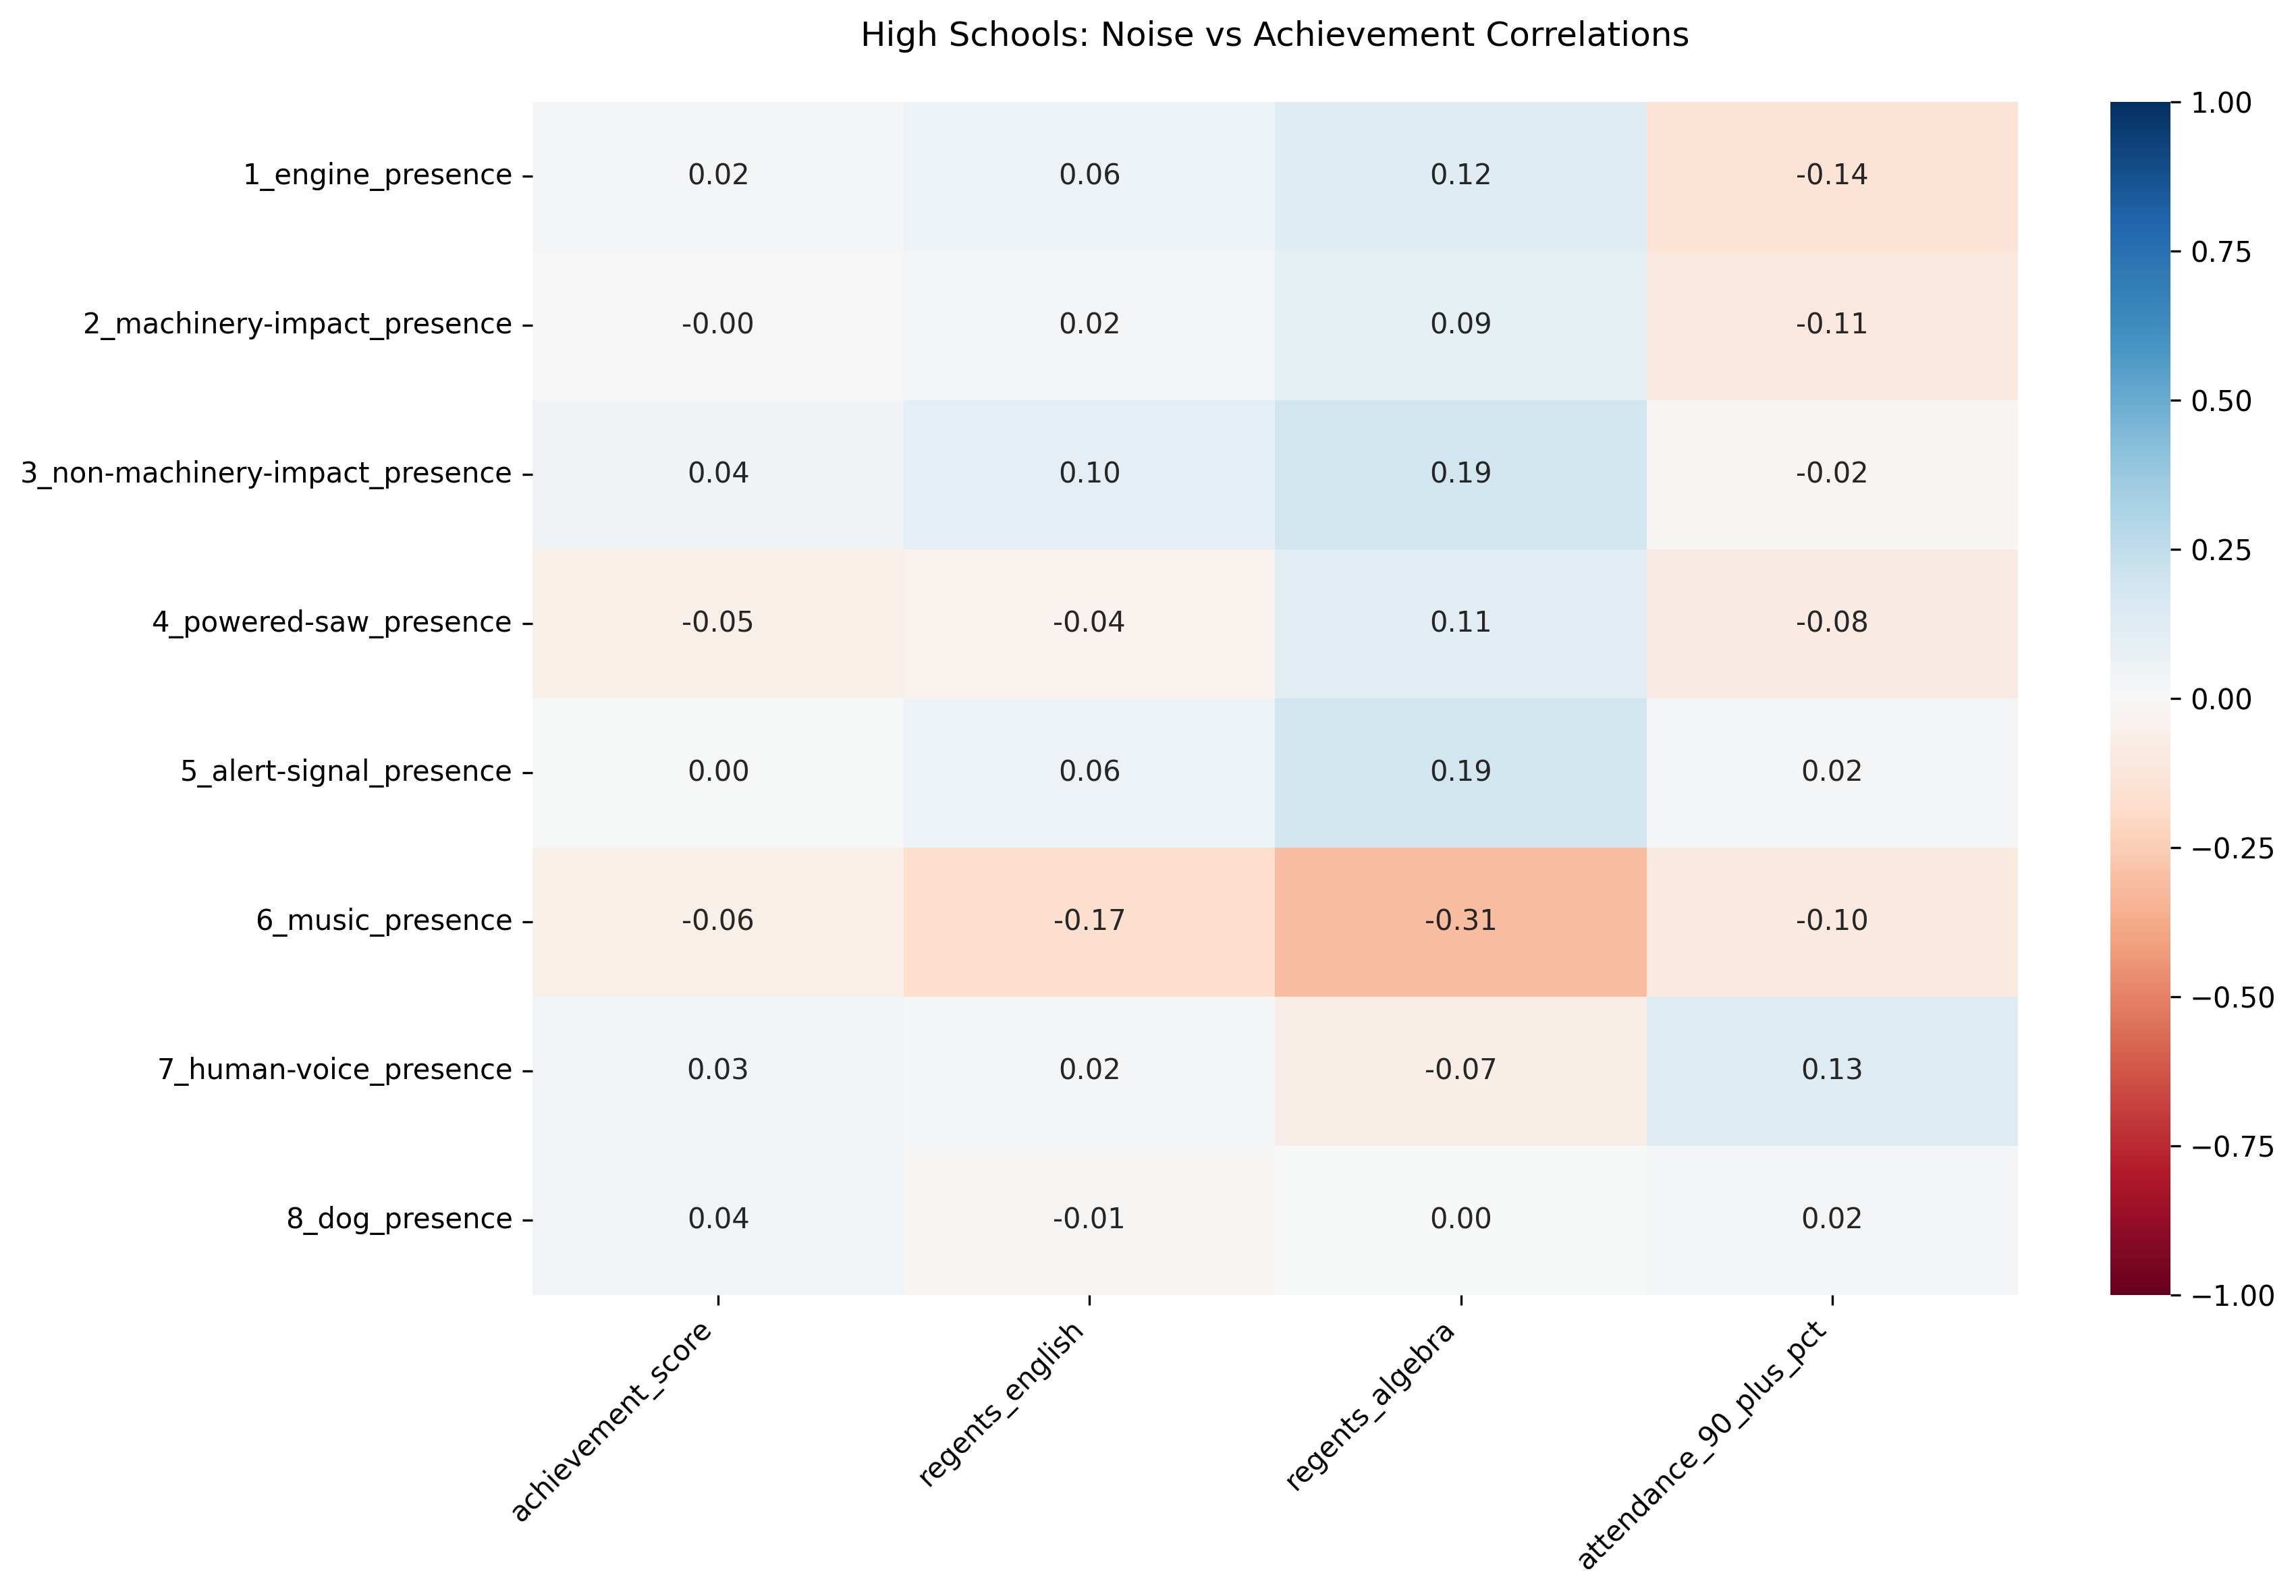 High Schools: Noise vs Achievement Correlations
1_engine_presence 0.02 0.06 0.12 -0.14
2_machinery-impact_presence -0.00 0.02 0.09 -0.11
3_non-machinery-impact_presence 0.04 0.10 0.19 -0.02
4_powered-saw_presence -0.05 -0.04 0.11 -0.08
5_alert-signal_presence 0.00 0.06 0.19 0.02
6_music_presence -0.06 -0.17 -0.31 -0.10
7_human-voice_presence 0.03 0.02 -0.07 0.13
8_dog_presence 0.04 -0.01 0.00 0.02
achievement_score
regents_english
regents_algebra
attendance_90_plus_pct
1.00
0.75
0.50
0.25
0.00
−0.25
−0.50
−0.75
−1.00